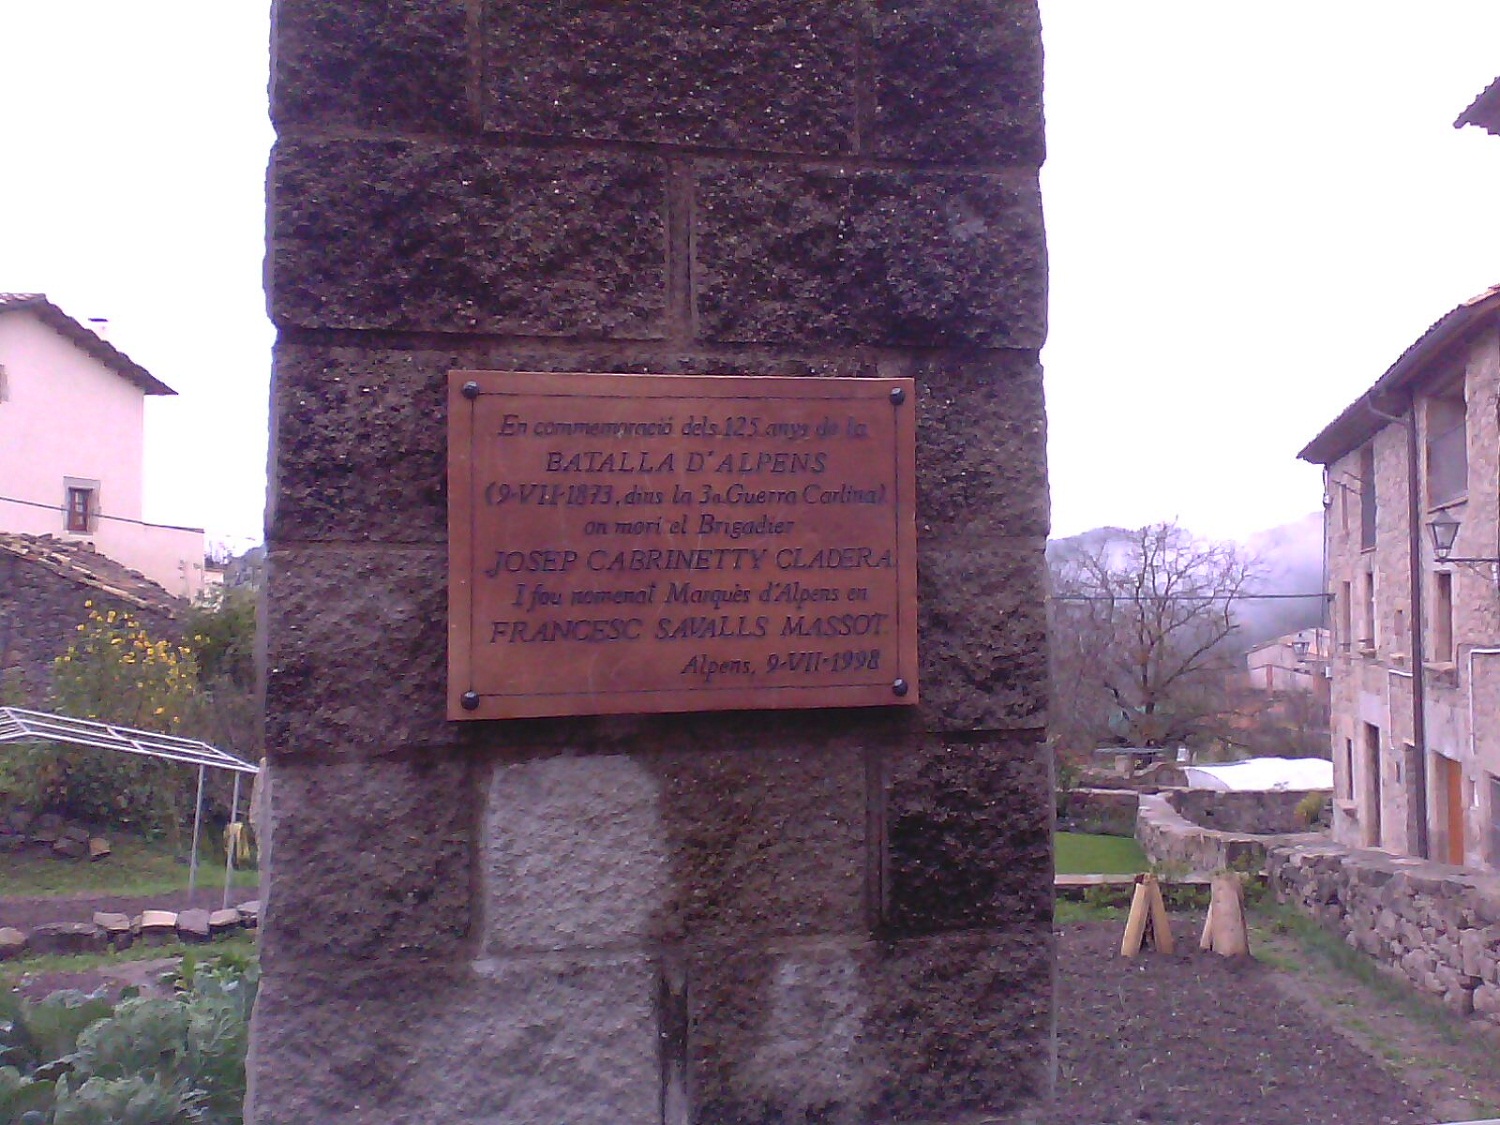 En commemoració dels 125 anys de la
BATALLA D'ALPENS
(9-VII-1873, dins la 3a.Guerra Carlina)
on morí el Brigadier
JOSEP CABRINETTY CLADERA.
I fou nomenat Marquès d'Alpens en
FRANCESC SAVALLS MASSOT.
Alpens, 9-VII-1998